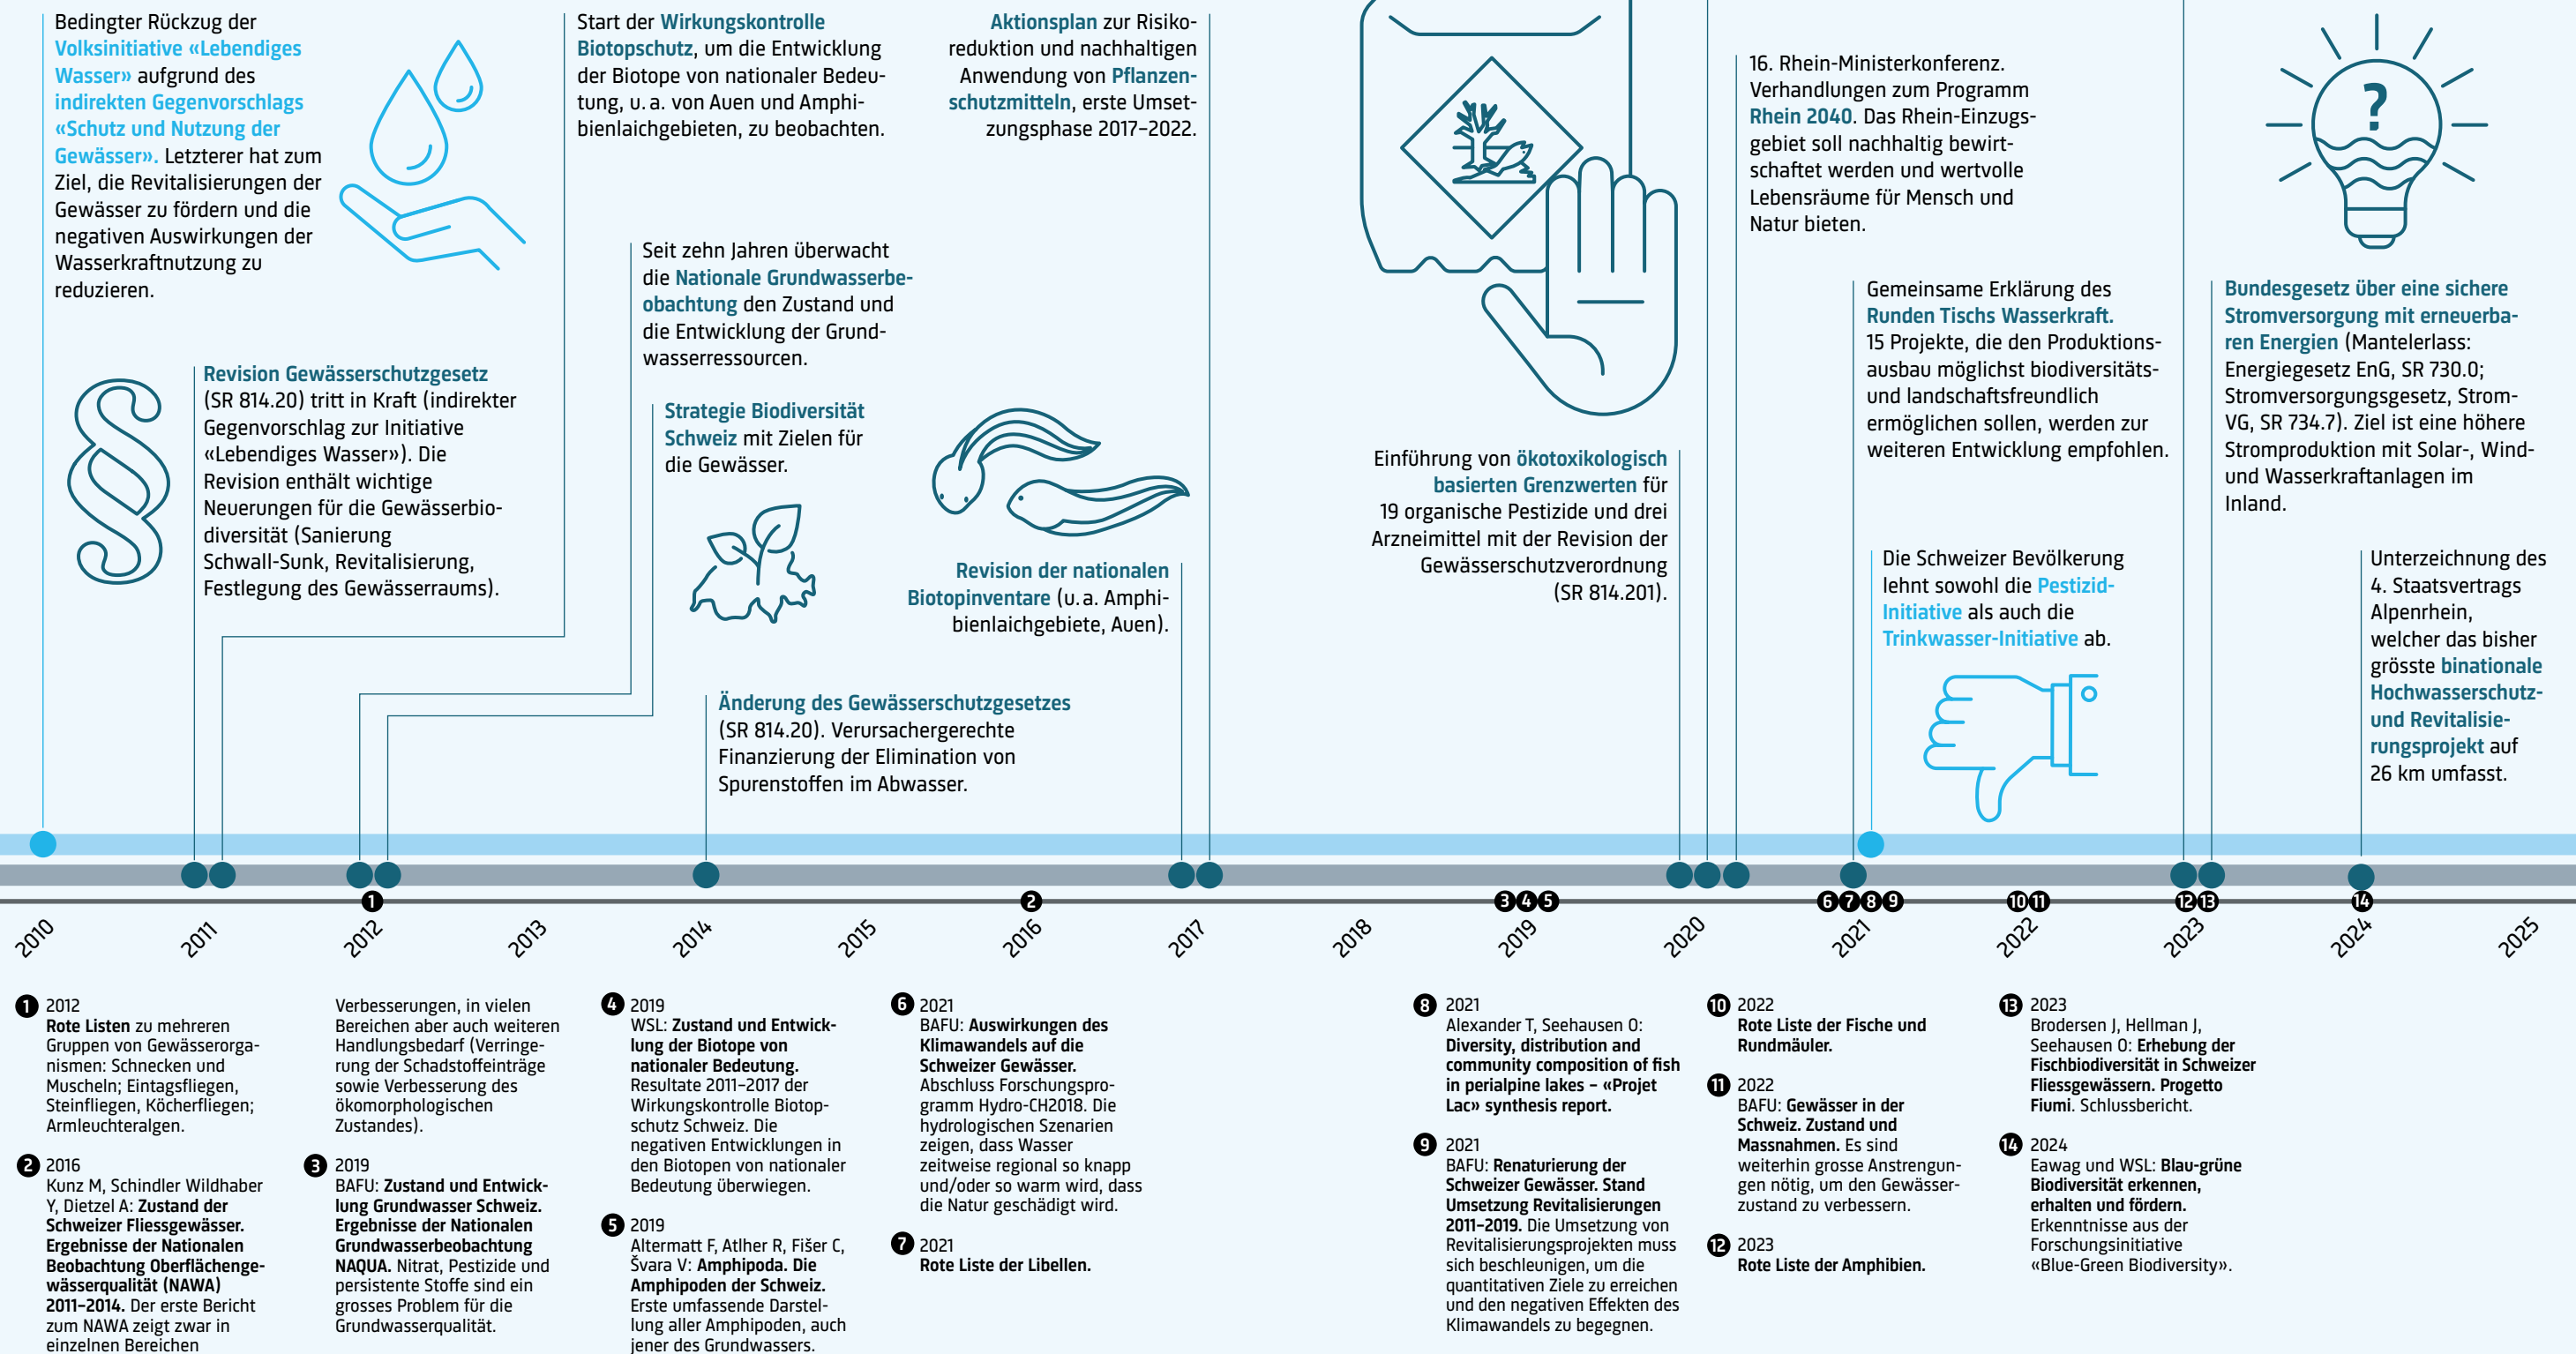 Bedingter Rückzug der
Volksinitiative «Lebendiges
Wasser» aufgrund des
indirekten Gegenvorschlags
«Schutz und Nutzung der
Gewässer». Letzterer hat zum
Ziel, die Revitalisierungen der
Gewässer zu fördern und die
negativen Auswirkungen der
Wasserkraftnutzung zu
reduzieren.
Revision Gewässerschutzgesetz
(SR 814.20) tritt in Kraft (indirekter
Gegenvorschlag zur Initiative
«Lebendiges Wasser»). Die
Revision enthält wichtige
Neuerungen für die Gewässerbio-
diversität (Sanierung
Schwall-Sunk, Revitalisierung,
Festlegung des Gewässerraums).
Start der Wirkungskontrolle
Biotopschutz, um die Entwicklung
der Biotope von nationaler Bedeu-
tung, u. a. von Auen und Amphi-
bienlaichgebieten, zu beobachten.
Seit zehn Jahren überwacht
die Nationale Grundwasserbe-
obachtung den Zustand und
die Entwicklung der Grund-
wasserressourcen.
Strategie Biodiversität
Schweiz mit Zielen für
die Gewässer.
Änderung des Gewässerschutzgesetzes
(SR 814.20). Verursachergerechte
Finanzierung der Elimination von
Spurenstoffen im Abwasser.
Revision der nationalen
Biotopinventare (u. a. Amphi-
bienlaichgebiete, Auen).
Aktionsplan zur Risiko-
reduktion und nachhaltigen
Anwendung von Pflanzen-
schutzmitteln, erste Umset-
zungsphase 2017–2022.
Einführung von ökotoxikologisch
basierten Grenzwerten für
19 organische Pestizide und drei
Arzneimittel mit der Revision der
Gewässerschutzverordnung
(SR 814.201).
16. Rhein-Ministerkonferenz.
Verhandlungen zum Programm
Rhein 2040. Das Rhein-Einzugs-
gebiet soll nachhaltig bewirt-
schaftet werden und wertvolle
Lebensräume für Mensch und
Natur bieten.
Gemeinsame Erklärung des
Runden Tischs Wasserkraft.
15 Projekte, die den Produktions-
ausbau möglichst biodiversitäts-
und landschaftsfreundlich
ermöglichen sollen, werden zur
weiteren Entwicklung empfohlen.
Die Schweizer Bevölkerung
lehnt sowohl die Pestizid-
Initiative als auch die
Trinkwasser-Initiative ab.
?
Bundesgesetz über eine sichere
Stromversorgung mit erneuerba-
ren Energien (Mantelerlass:
Energiegesetz EnG, SR 730.0;
Stromversorgungsgesetz, Strom-
VG, SR 734.7). Ziel ist eine höhere
Stromproduktion mit Solar-, Wind-
und Wasserkraftanlagen im
Inland.
Unterzeichnung des
4. Staatsvertrags
Alpenrhein,
welcher das bisher
grösste binationale
Hochwasserschutz-
und Revitalisie-
rungsprojekt auf
26 km umfasst.
1 2 3 4 5 6 7 8 9 10 11 12 13 14
2010 2011 2012 2013 2014 2015 2016 2017 2018 2019 2020 2021 2022 2023 2024 2025
1 2012
Rote Listen zu mehreren
Gruppen von Gewässerorga-
nismen: Schnecken und
Muscheln; Eintagsfliegen,
Steinfliegen, Köcherfliegen;
Armleuchteralgen.
2 2016
Kunz M, Schindler Wildhaber
Y, Dietzel A: Zustand der
Schweizer Fliessgewässer.
Ergebnisse der Nationalen
Beobachtung Oberflächenge-
wässerqualität (NAWA)
2011–2014. Der erste Bericht
zum NAWA zeigt zwar in
einzelnen Bereichen
Verbesserungen, in vielen
Bereichen aber auch weiteren
Handlungsbedarf (Verringe-
rung der Schadstoffeinträge
sowie Verbesserung des
ökomorphologischen
Zustandes).
3 2019
BAFU: Zustand und Entwick-
lung Grundwasser Schweiz.
Ergebnisse der Nationalen
Grundwasserbeobachtung
NAQUA. Nitrat, Pestizide und
persistente Stoffe sind ein
grosses Problem für die
Grundwasserqualität.
4 2019
WSL: Zustand und Entwick-
lung der Biotope von
nationaler Bedeutung.
Resultate 2011–2017 der
Wirkungskontrolle Biotop-
schutz Schweiz. Die
negativen Entwicklungen in
den Biotopen von nationaler
Bedeutung überwiegen.
5 2019
Altermatt F, Atlher R, Fišer C,
Švara V: Amphipoda. Die
Amphipoden der Schweiz.
Erste umfassende Darstel-
lung aller Amphipoden, auch
jener des Grundwassers.
6 2021
BAFU: Auswirkungen des
Klimawandels auf die
Schweizer Gewässer.
Abschluss Forschungspro-
gramm Hydro-CH2018. Die
hydrologischen Szenarien
zeigen, dass Wasser
zeitweise regional so knapp
und/oder so warm wird, dass
die Natur geschädigt wird.
7 2021
Rote Liste der Libellen.
8 2021
Alexander T, Seehausen O:
Diversity, distribution and
community composition of fish
in perialpine lakes – «Projet
Lac» synthesis report.
9 2021
BAFU: Renaturierung der
Schweizer Gewässer. Stand
Umsetzung Revitalisierungen
2011–2019. Die Umsetzung von
Revitalisierungsprojekten muss
sich beschleunigen, um die
quantitativen Ziele zu erreichen
und den negativen Effekten des
Klimawandels zu begegnen.
10 2022
Rote Liste der Fische und
Rundmäuler.
11 2022
BAFU: Gewässer in der
Schweiz. Zustand und
Massnahmen. Es sind
weiterhin grosse Anstrengun-
gen nötig, um den Gewässer-
zustand zu verbessern.
12 2023
Rote Liste der Amphibien.
13 2023
Brodersen J, Hellman J,
Seehausen O: Erhebung der
Fischbiodiversität in Schweizer
Fliessgewässern. Progetto
Fiumi. Schlussbericht.
14 2024
Eawag und WSL: Blau-grüne
Biodiversität erkennen,
erhalten und fördern.
Erkenntnisse aus der
Forschungsinitiative
«Blue-Green Biodiversity».